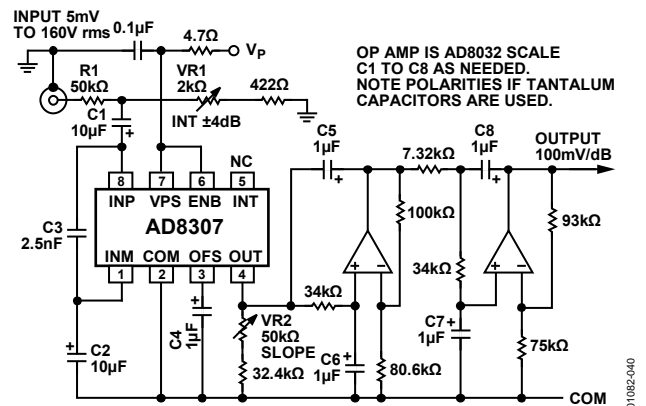 INPUT 5mV
TO 160V rms
0.1µF
4.7Ω
VP
OP AMP IS AD8032 SCALE
C1 TO C8 AS NEEDED.
NOTE POLARITIES IF TANTALUM
CAPACITORS ARE USED.
R1
50kΩ
VR1
2kΩ
422Ω
INT ±4dB
C1
10µF
+
NC
8
7
6
5
INP
VPS
ENB
INT
AD8307
INM
COM
OFS
OUT
1
2
3
4
C3
2.5nF
+
C2
10µF
+
C4
1µF
VR2
50kΩ
SLOPE
32.4kΩ
C5
1µF
+
34kΩ
+
−
100kΩ
+
C6
1µF
80.6kΩ
7.32kΩ
C8
1µF
+
34kΩ
+
−
93kΩ
C7
+
1µF
75kΩ
OUTPUT
100mV/dB
COM
01082-040